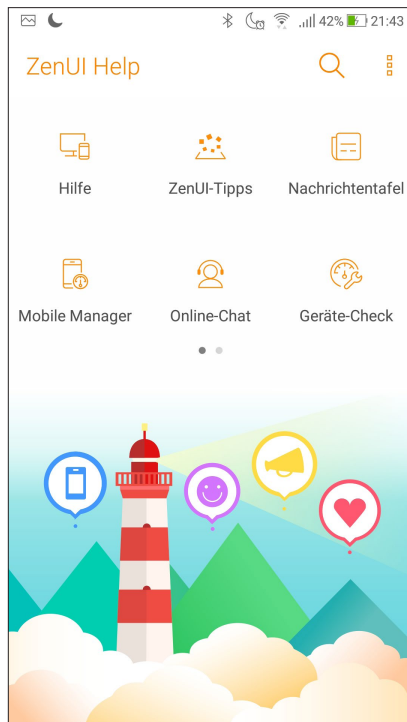 42% 21:43
ZenUI Help
Hilfe ZenUI-Tipps Nachrichtentafel
Mobile Manager Online-Chat Geräte-Check